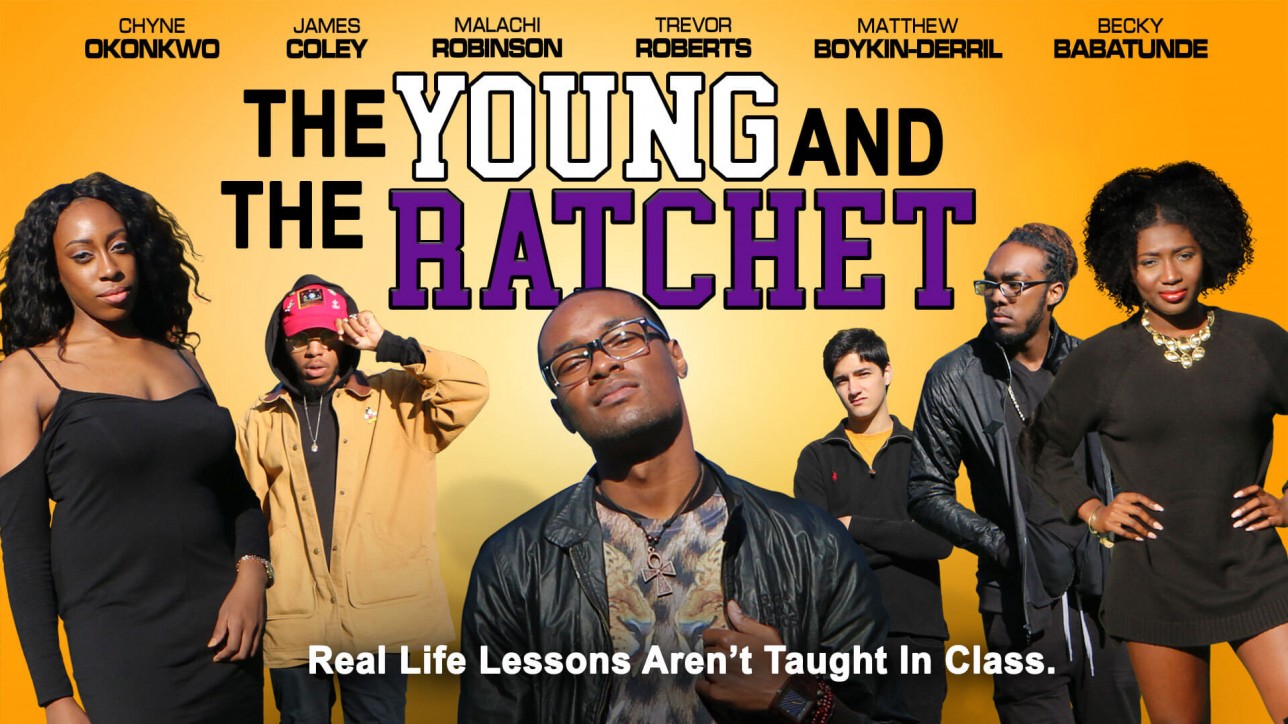 CHYNE JAMES MALACHI TREVOR MATTHEW BECKY
OKONKWO COLEY ROBINSON ROBERTS BOYKIN-DERRIL BABATUNDE
THE YOUNG AND
THE RATCHET
Real Life Lessons Aren't Taught In Class.